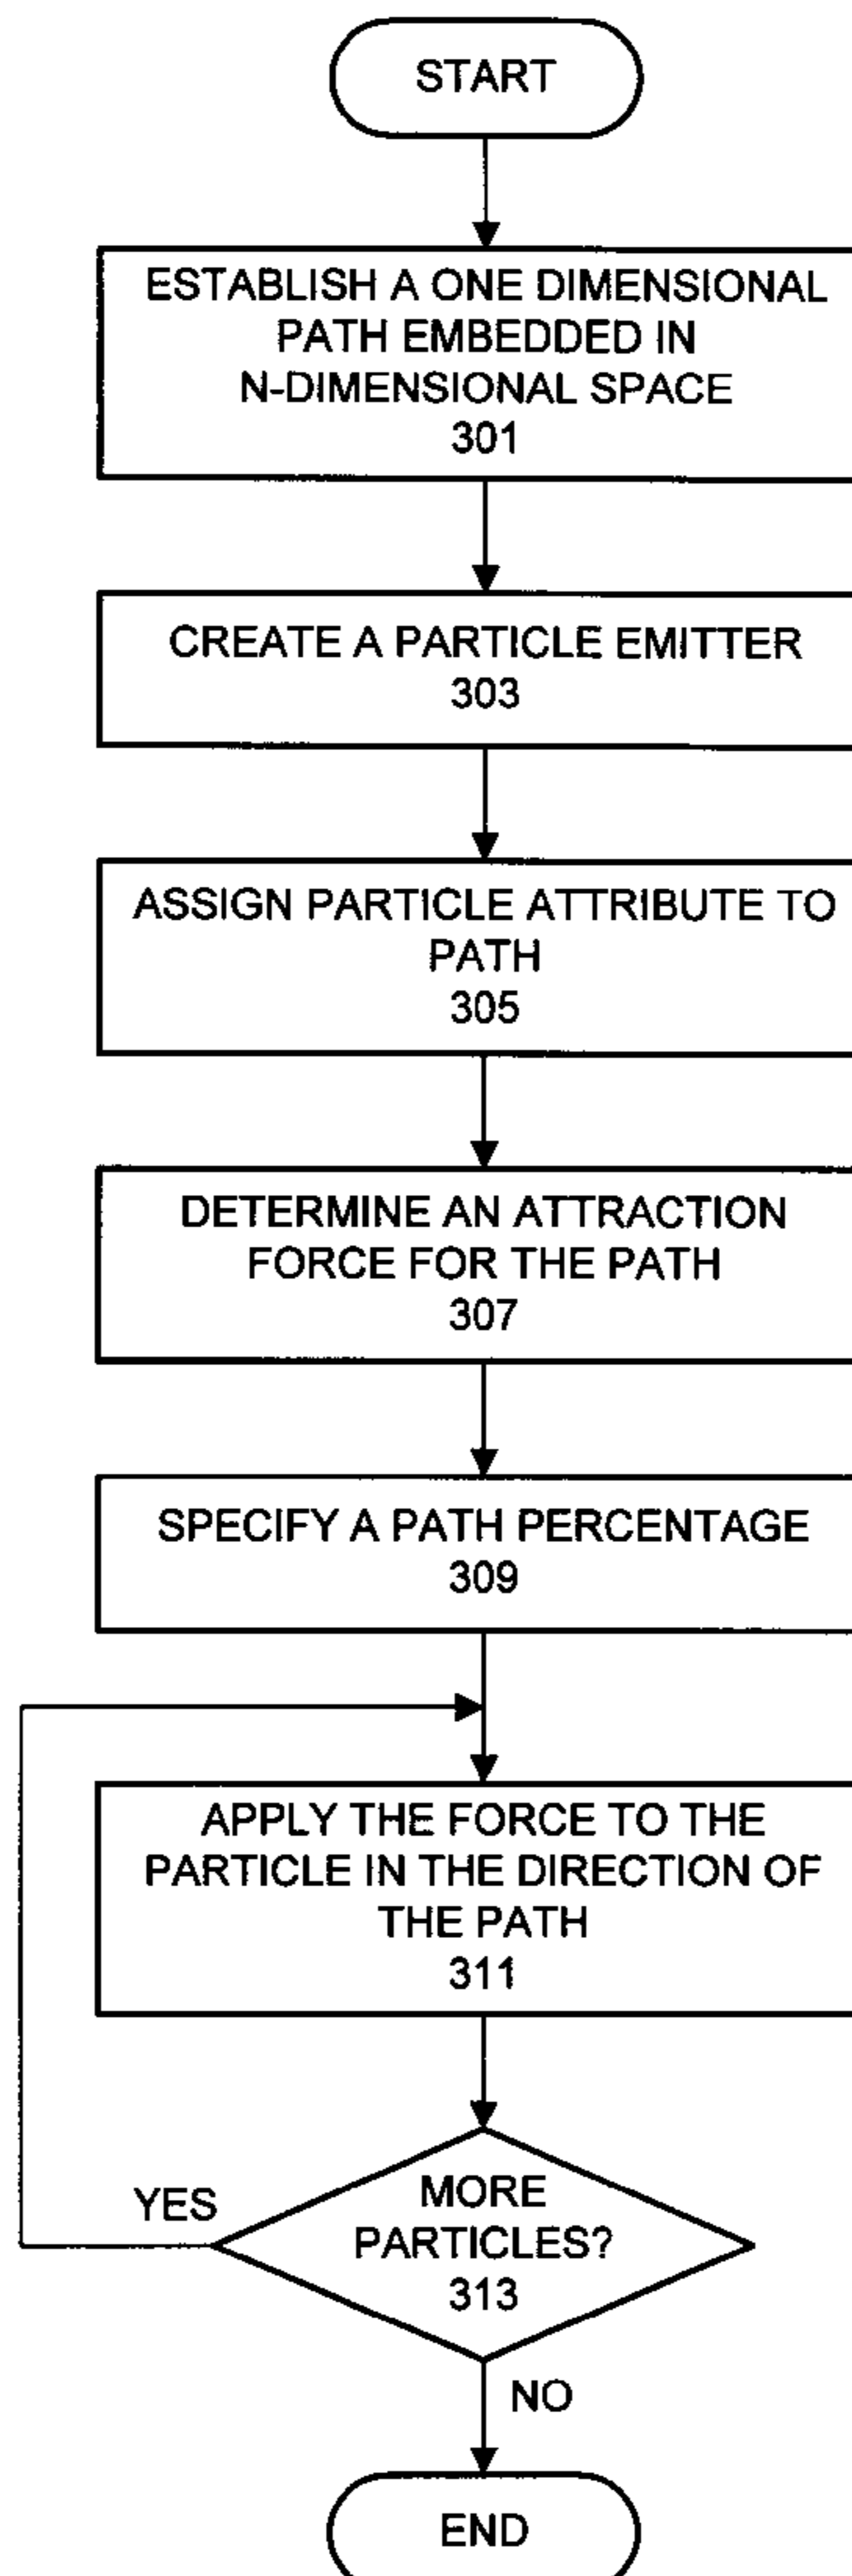 START
ESTABLISH A ONE DIMENSIONAL
PATH EMBEDDED IN
N-DIMENSIONAL SPACE
301
CREATE A PARTICLE EMITTER
303
ASSIGN PARTICLE ATTRIBUTE TO
PATH
305
DETERMINE AN ATTRACTION
FORCE FOR THE PATH
307
SPECIFY A PATH PERCENTAGE
309
APPLY THE FORCE TO THE
PARTICLE IN THE DIRECTION OF
THE PATH
311
YES
MORE
PARTICLES?
313
NO
END